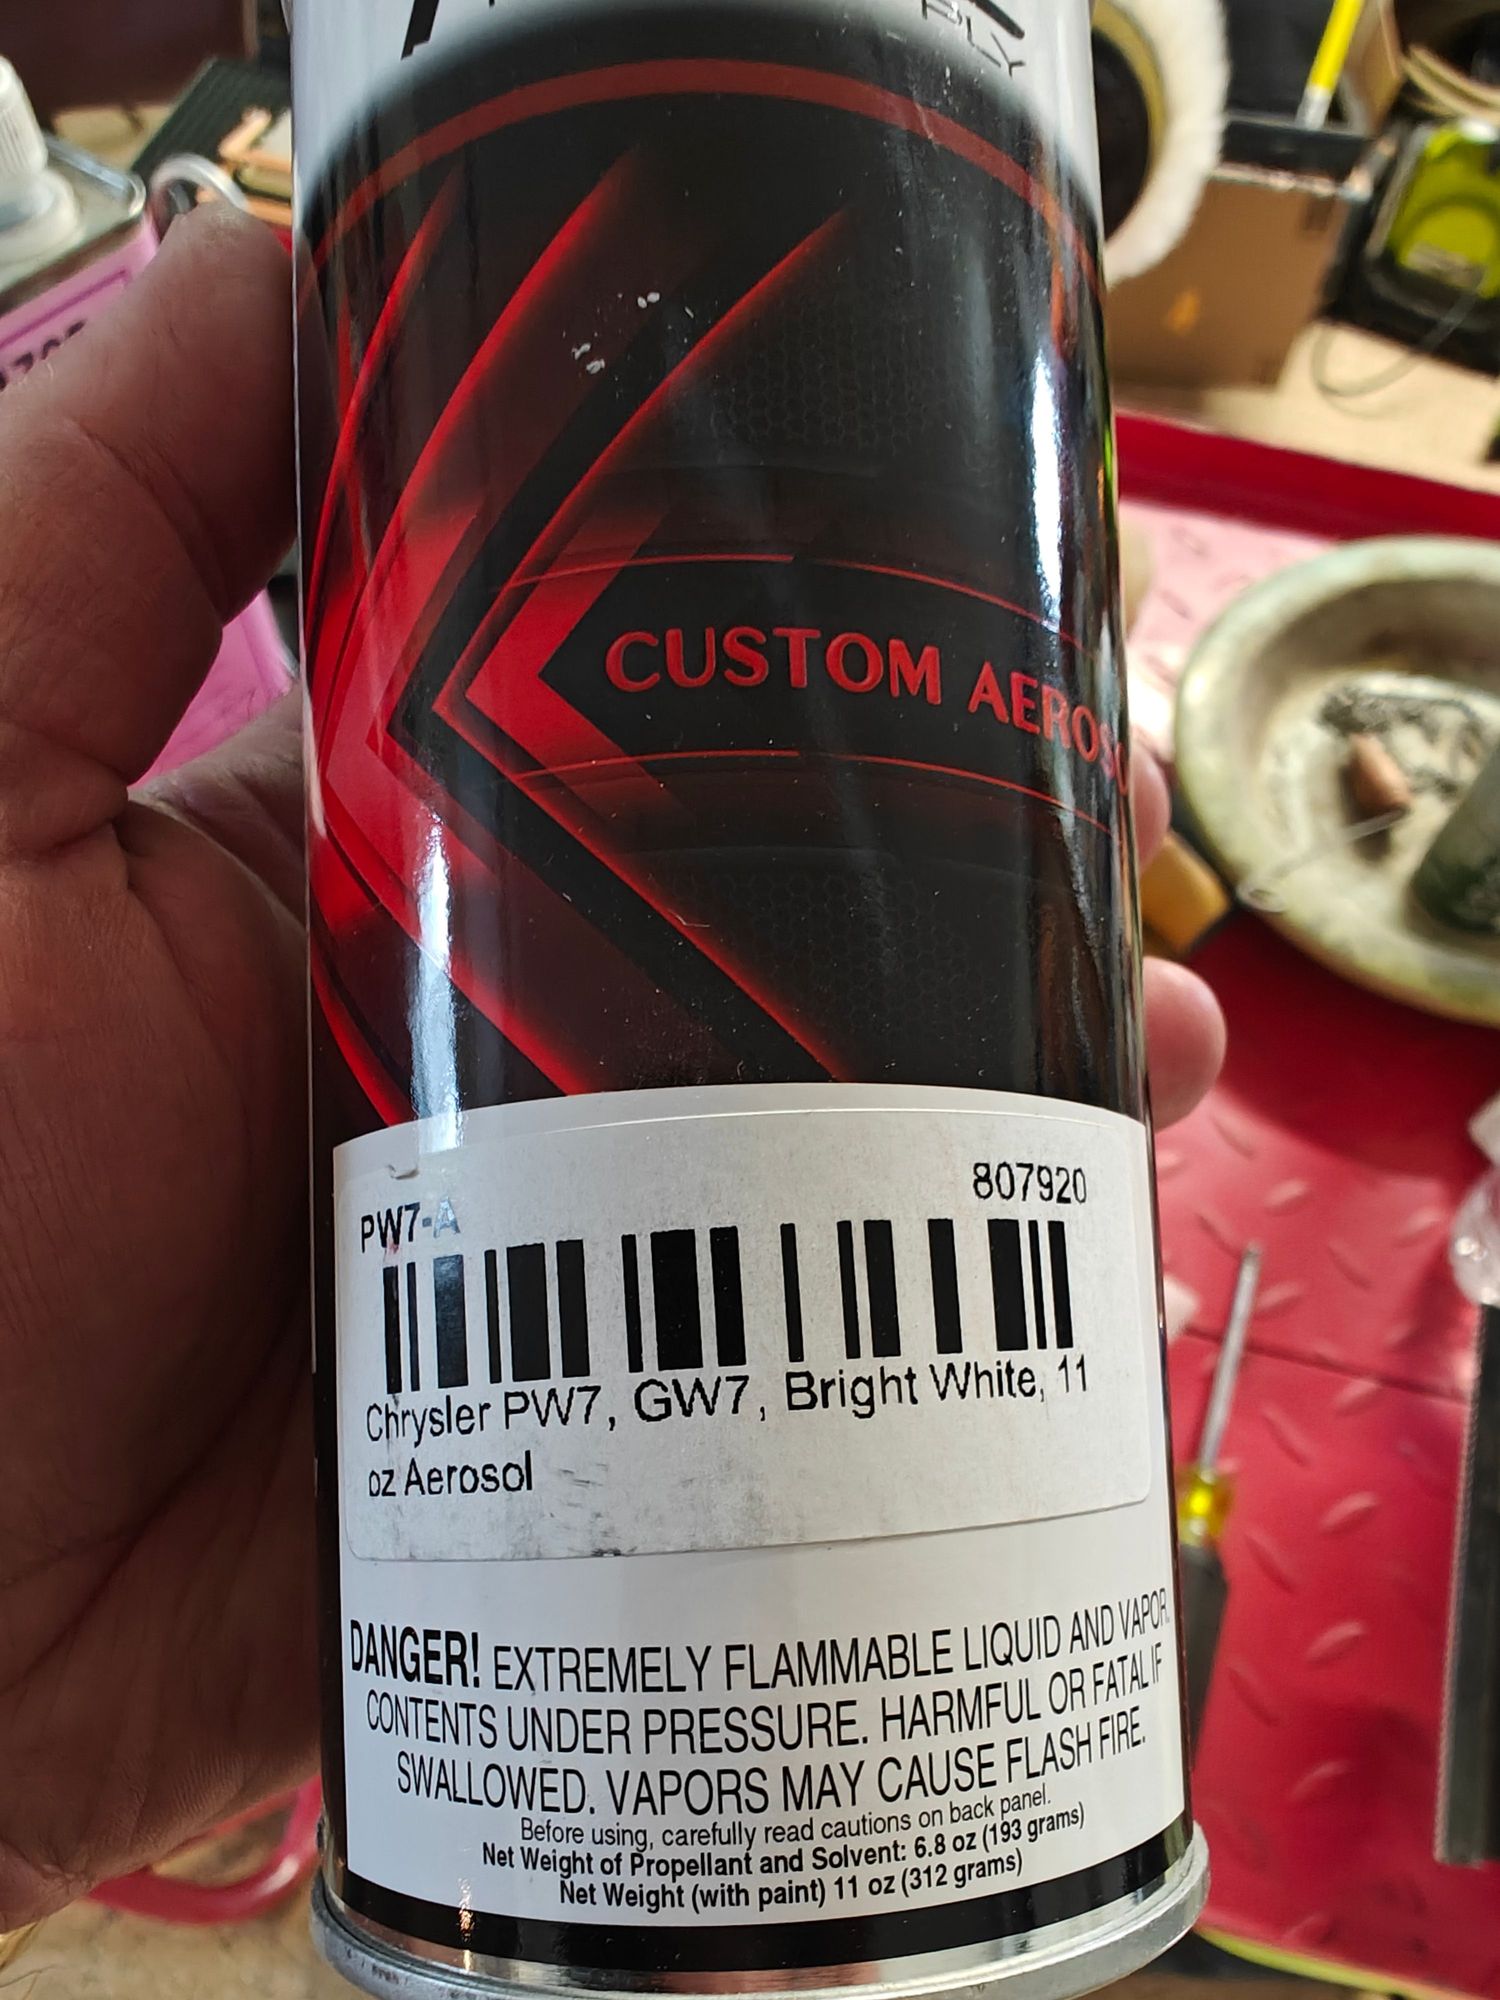 PLY
CUSTOM AEROSO
PW7-A
807920
Chrysler PW7, GW7, Bright White, 11
oz Aerosol
DANGER! EXTREMELY FLAMMABLE LIQUID AND VAPOR.
CONTENTS UNDER PRESSURE. HARMFUL OR FATAL IF
SWALLOWED. VAPORS MAY CAUSE FLASH FIRE.
Before using, carefully read cautions on back panel.
Net Weight of Propellant and Solvent: 6.8 oz (193 grams)
Net Weight (with paint) 11 oz (312 grams)